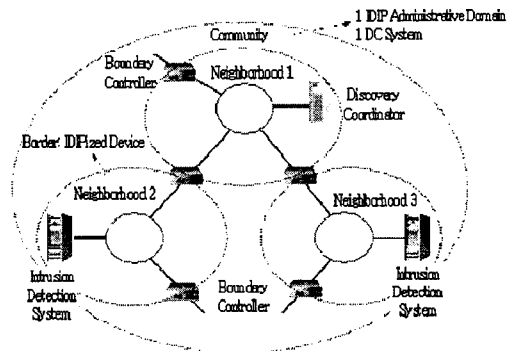 1 IDIP Administrative Domain
1 DC System
Community
Boundary
Controller
Neighborhood 1
Discovery
Coordinator
Border IDIPized Device
Neighborhood 2
Neighborhood 3
Intrusion
Detection
System
Boundary
Controller
Intrusion
Detection
System